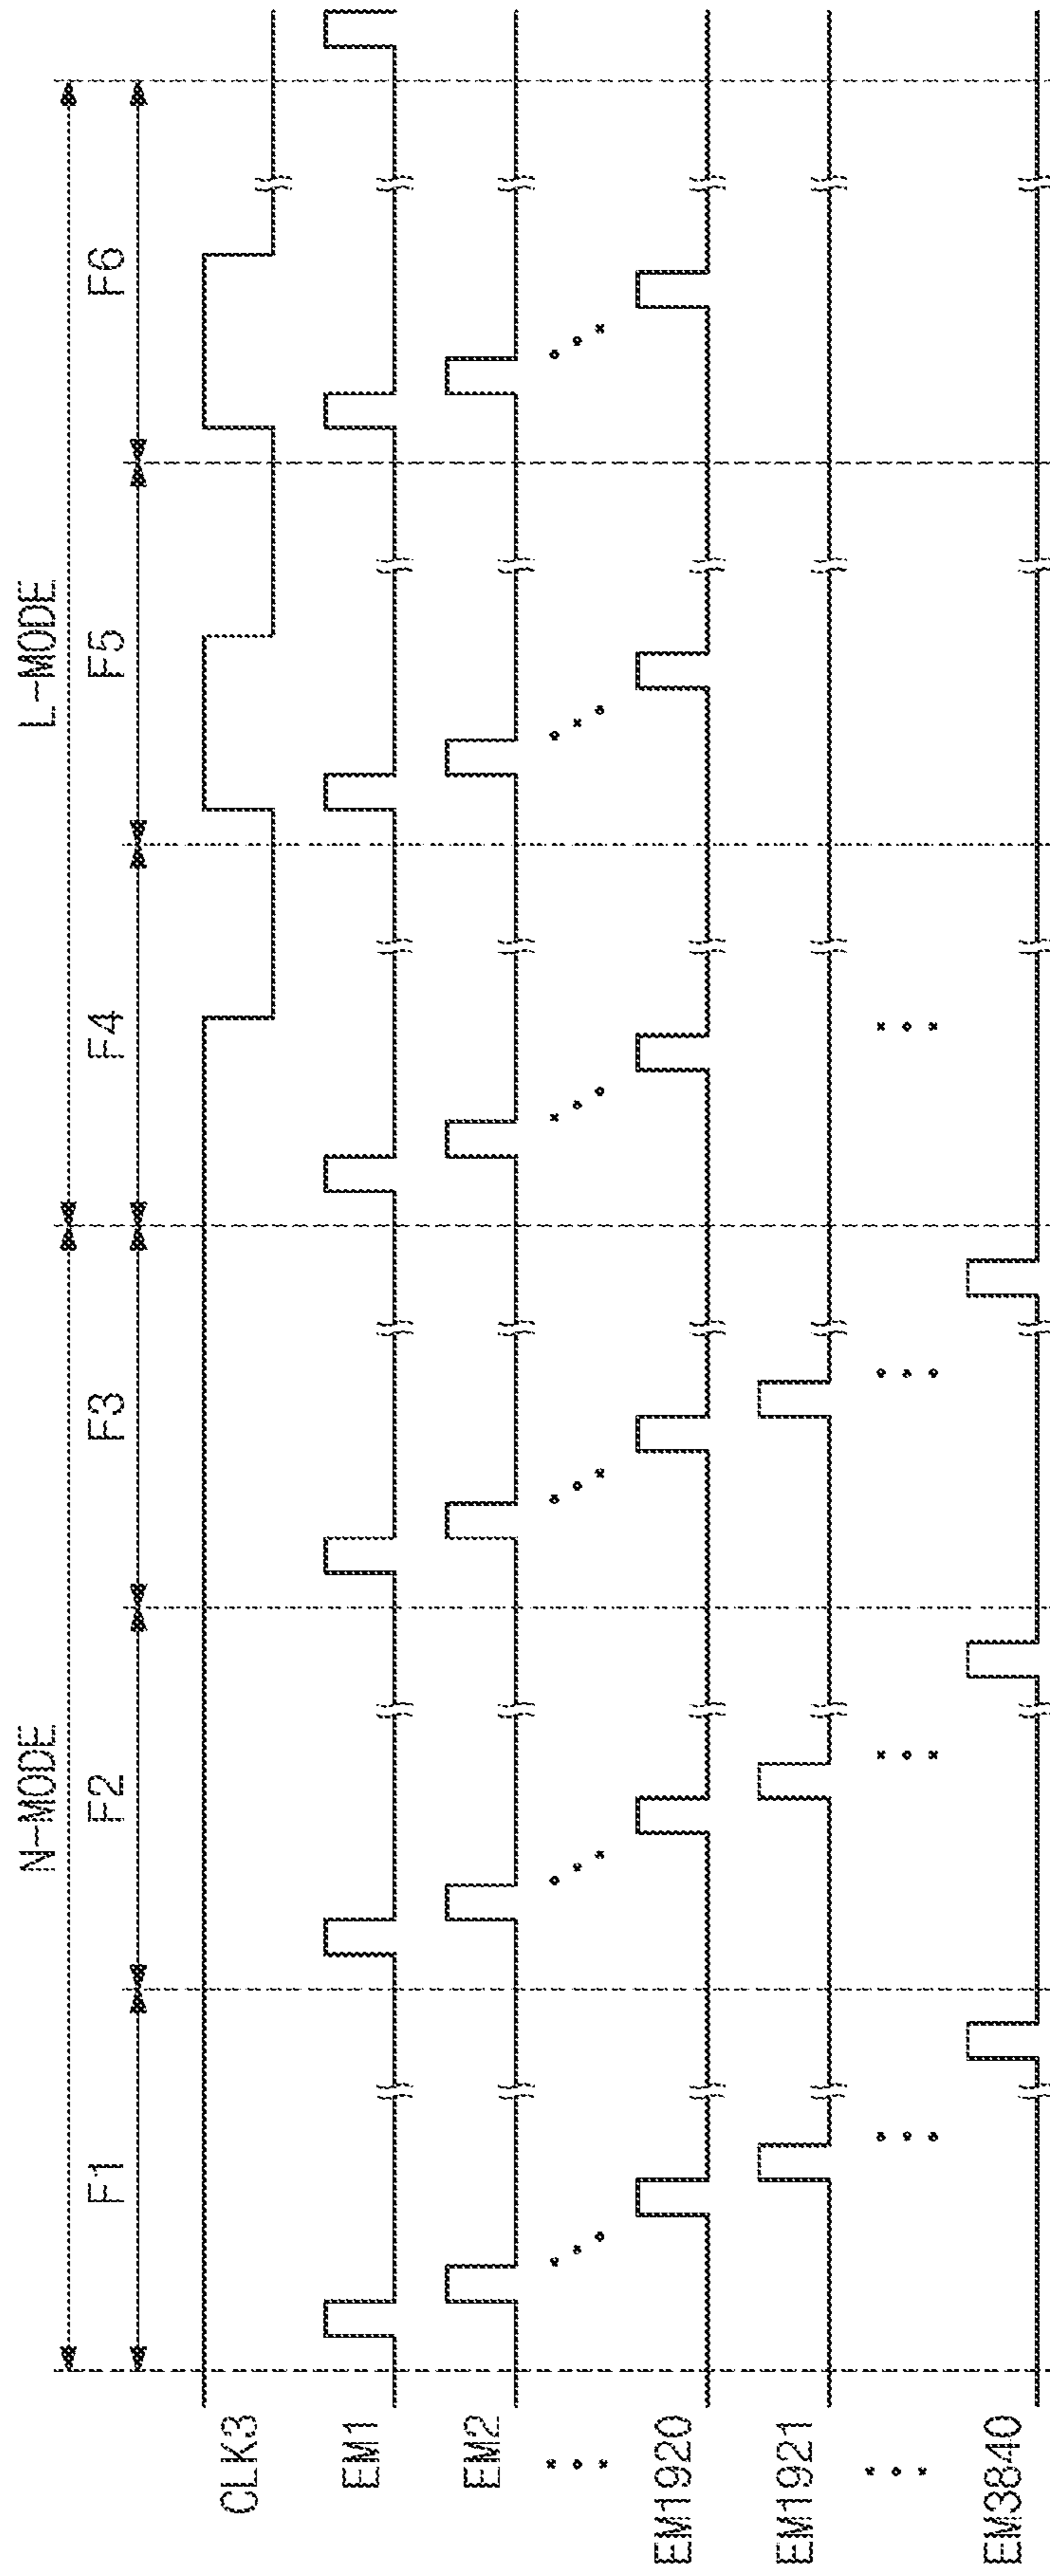 N-MODE L-MODE
F1 F2 F3 F4 F5 F6
CLK3
EM1
EM2
EM1920
EM1921
EM3840